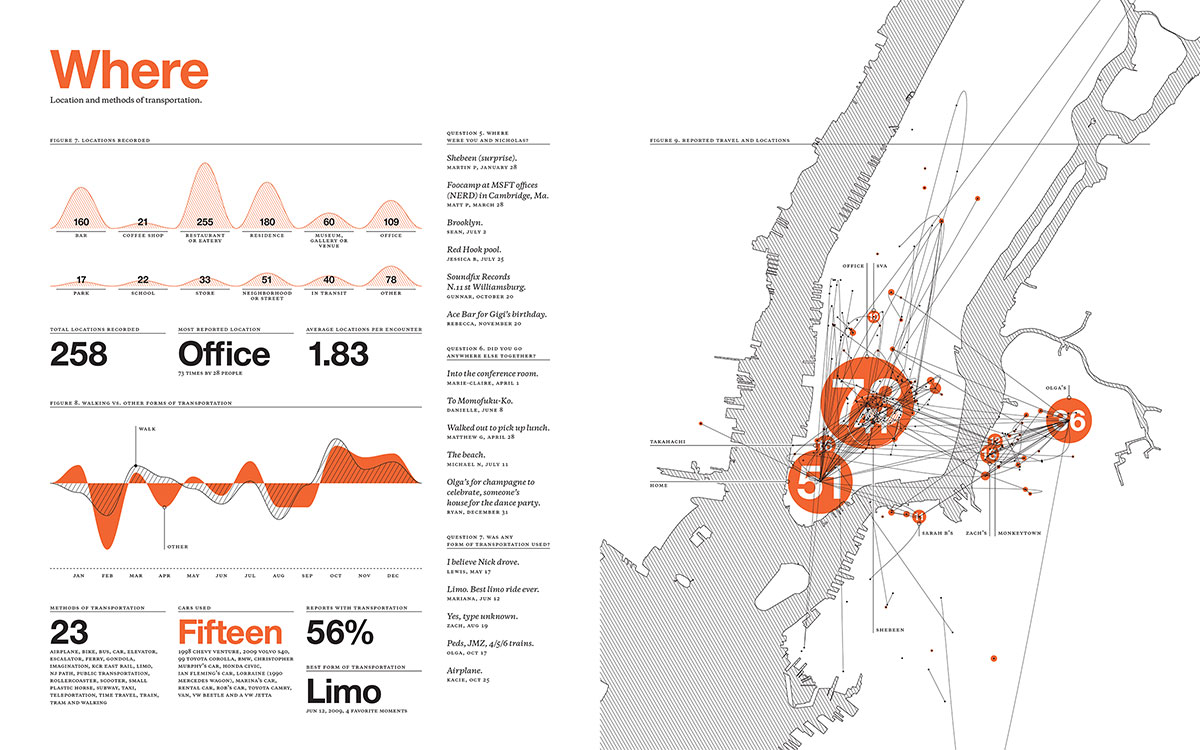 Where
Location and methods of transportation.
FIGURE 7. LOCATIONS RECORDED
160
21
255
180
60
109
BAR
COFFEE SHOP
RESTAURANT
OR EATERY
RESIDENCE
MUSEUM,
GALLERY OR
VENUE
OFFICE
17
22
33
51
40
78
PARK
SCHOOL
STORE
NEIGHBORHOOD
OR STREET
IN TRANSIT
OTHER
TOTAL LOCATIONS RECORDED
258
MOST REPORTED LOCATION
Office
73 TIMES BY 28 PEOPLE
AVERAGE LOCATIONS PER ENCOUNTER
1.83
FIGURE 8. WALKING VS. OTHER FORMS OF TRANSPORTATION
WALK
OTHER
JAN FEB MAR APR MAY JUN JUL AUG SEP OCT NOV DEC
METHODS OF TRANSPORTATION
23
AIRPLANE, BIKE, BUS, CAR, ELEVATOR,
ESCALATOR, FERRY, GONDOLA,
IMAGINATION, KCR EAST RAIL, LIMO,
NJ PATH, PUBLIC TRANSPORTATION,
ROLLERCOASTER, SCOOTER, SMALL
PLASTIC HORSE, SUBWAY, TAXI,
TELEPORTATION, TIME TRAVEL, TRAIN,
TRAM AND WALKING
CARS USED
Fifteen
1998 CHEVY VENTURE, 2009 VOLVO S40,
99 TOYOTA COROLLA, BMW, CHRISTOPHER
MURPHY'S CAR, HONDA CIVIC,
IAN FLEMING'S CAR, LORRAINE (1990
MERCEDES WAGON), MARINA'S CAR,
RENTAL CAR, ROB'S CAR, TOYOTA CAMRY,
VAN, VW BEETLE AND A VW JETTA
REPORTS WITH TRANSPORTATION
56%
BEST FORM OF TRANSPORTATION
Limo
JUN 12, 2009, 4 FAVORITE MOMENTS
QUESTION 5. WHERE
WERE YOU AND NICHOLAS?
Shebeen (surprise).
MARTIN P, JANUARY 28
Foocamp at MSFT offices
(NERD) in Cambridge, Ma.
MATT P, MARCH 28
Brooklyn.
SEAN, JULY 2
Red Hook pool.
JESSICA B, JULY 25
Soundfix Records
N.11 st Williamsburg.
GUNNAR, OCTOBER 20
Ace Bar for Gigi's birthday.
REBECCA, NOVEMBER 20
QUESTION 6. DID YOU GO
ANYWHERE ELSE TOGETHER?
Into the conference room.
MARIE-CLAIRE, APRIL 1
To Momofuku-Ko.
DANIELLE, JUNE 8
Walked out to pick up lunch.
MATTHEW G, APRIL 28
The beach.
MICHAEL N, JULY 11
Olga's for champagne to
celebrate, someone's
house for the dance party.
RYAN, DECEMBER 31
QUESTION 7. WAS ANY
FORM OF TRANSPORTATION USED?
I believe Nick drove.
LEWIS, MAY 17
Limo. Best limo ride ever.
MARIANA, JUN 12
Yes, type unknown.
ZACH, AUG 19
Peds, JMZ, 4/5/6 trains.
OLGA, OCT 17
Airplane.
KACIE, OCT 25
FIGURE 9. REPORTED TRAVEL AND LOCATIONS
OFFICE
SVA
OLGA'S
36
TAKAHACHI
HOME
51
SARAH B'S
ZACH'S
MONKEYTOWN
SHEBEEN